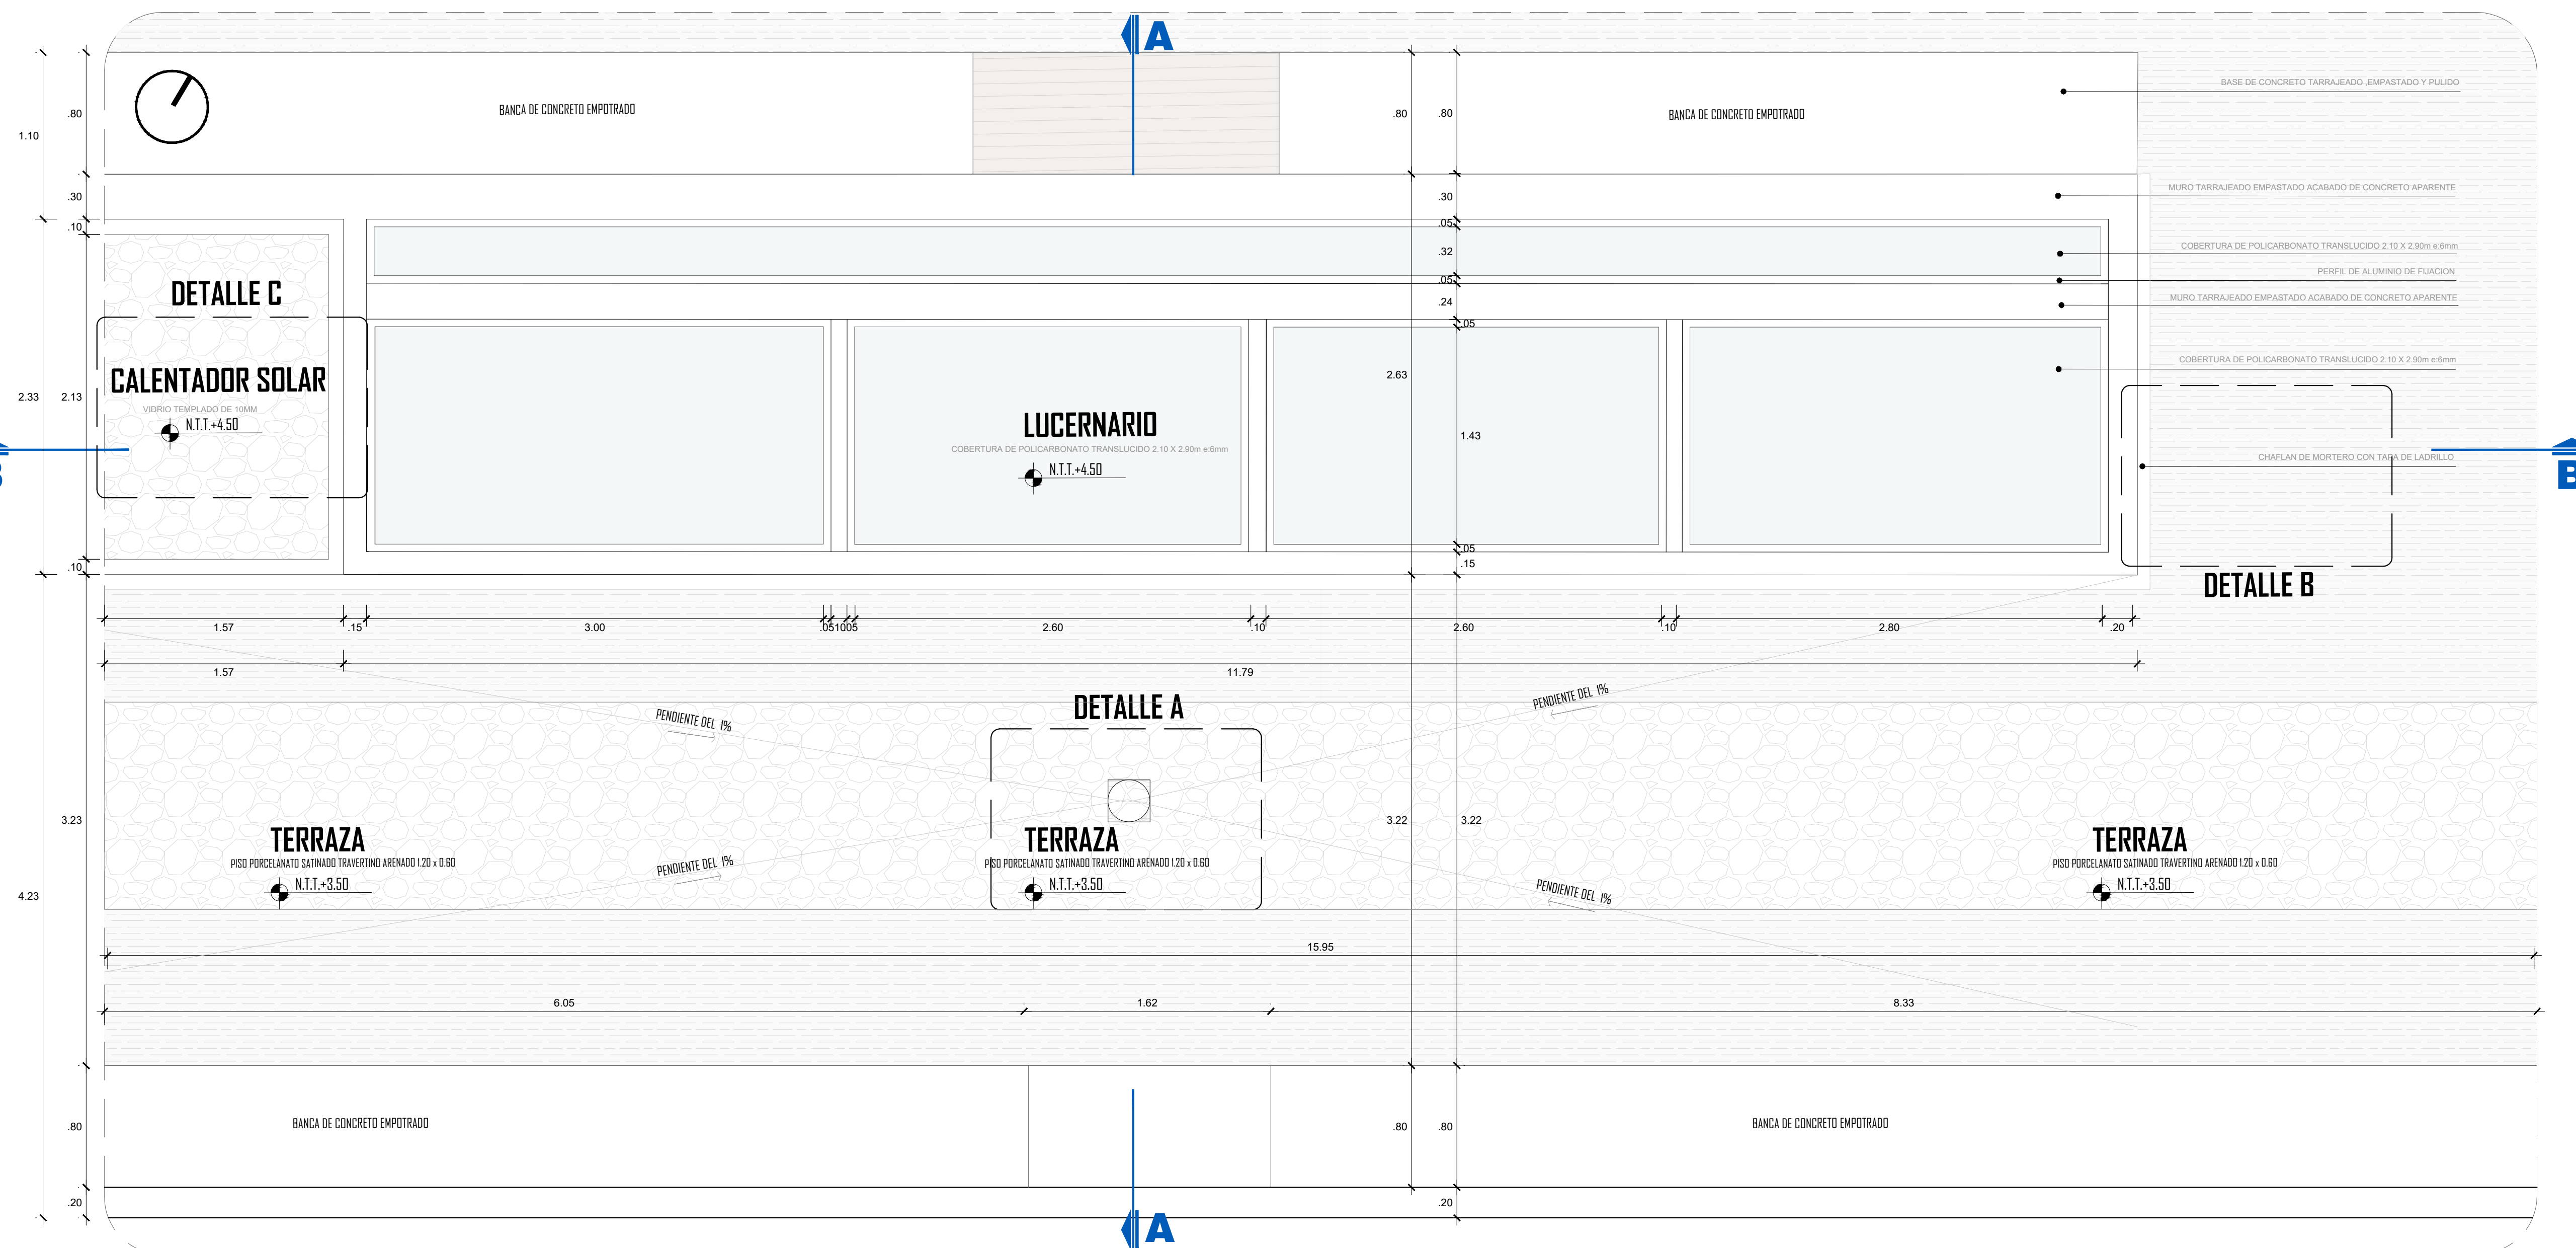 A
BASE DE CONCRETO TARRAJEADO ,EMPASTADO Y PULIDO
BANCA DE CONCRETO EMPOTRADO
BANCA DE CONCRETO EMPOTRADO
.80
.80
.80
1.10
MURO TARRAJEADO EMPASTADO ACABADO DE CONCRETO APARENTE
.30
.30
.10
.05
COBERTURA DE POLICARBONATO TRANSLUCIDO 2.10 X 2.90m e:6mm
.32
PERFIL DE ALUMINIO DE FIJACION
.05
DETALLE C
MURO TARRAJEADO EMPASTADO ACABADO DE CONCRETO APARENTE
.24
.05
COBERTURA DE POLICARBONATO TRANSLUCIDO 2.10 X 2.90m e:6mm
CALENTADOR SOLAR
2.63
2.33
2.13
VIDRIO TEMPLADO DE 10MM
N.T.T.+4.50
LUCERNARIO
1.43
COBERTURA DE POLICARBONATO TRANSLUCIDO 2.10 X 2.90m e:6mm
CHAFLAN DE MORTERO CON TAPA DE LADRILLO
N.T.T.+4.50
B
.05
.10
.15
DETALLE B
1.57
.15
3.00
.05
10
05
2.60
.10
2.60
.10
2.80
.20
1.57
11.79
DETALLE A
PENDIENTE DEL 1%
PENDIENTE DEL 1%
3.23
3.22
3.22
TERRAZA
TERRAZA
TERRAZA
PISO PORCELANATO SATINADO TRAVERTINO ARENADO 1.20 x 0.60
PISO PORCELANATO SATINADO TRAVERTINO ARENADO 1.20 x 0.60
PISO PORCELANATO SATINADO TRAVERTINO ARENADO 1.20 x 0.60
PENDIENTE DEL 1%
PENDIENTE DEL 1%
N.T.T.+3.50
N.T.T.+3.50
N.T.T.+3.50
4.23
15.95
6.05
1.62
8.33
BANCA DE CONCRETO EMPOTRADO
BANCA DE CONCRETO EMPOTRADO
.80
.80
.80
.20
.20
A